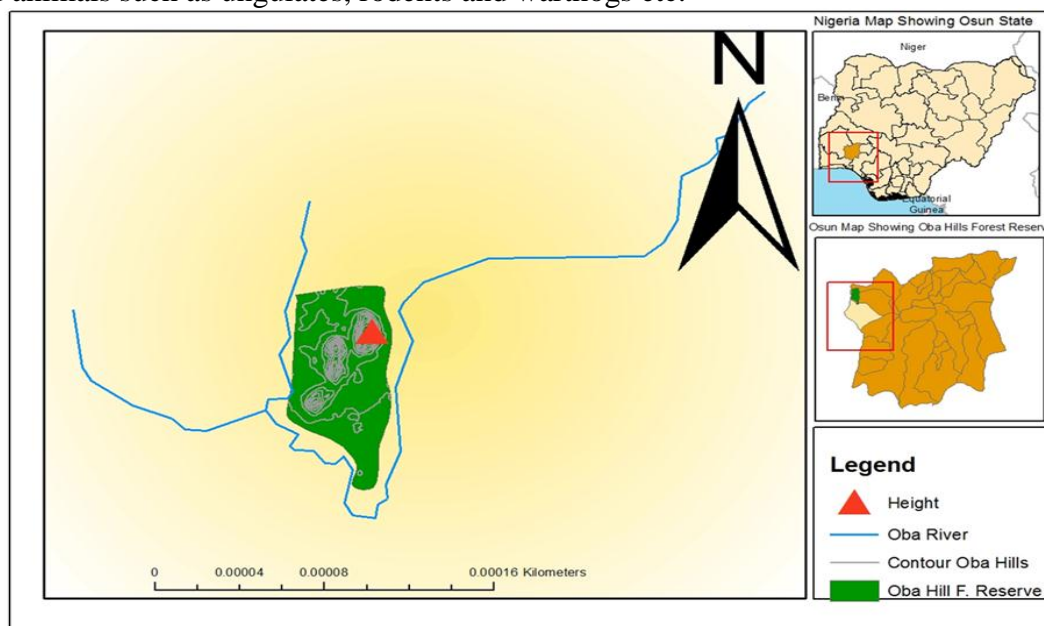 animals such as ungulates, rodents and warthogs etc.
Nigeria Map Showing Osun State
Niger
Benin
Equatorial
Guinea
N
Osun Map Showing Oba Hills Forest Reserv
Legend
Height
Oba River
Contour Oba Hills
Oba Hill F. Reserve
0 0.00004 0.00008 0.00016 Kilometers